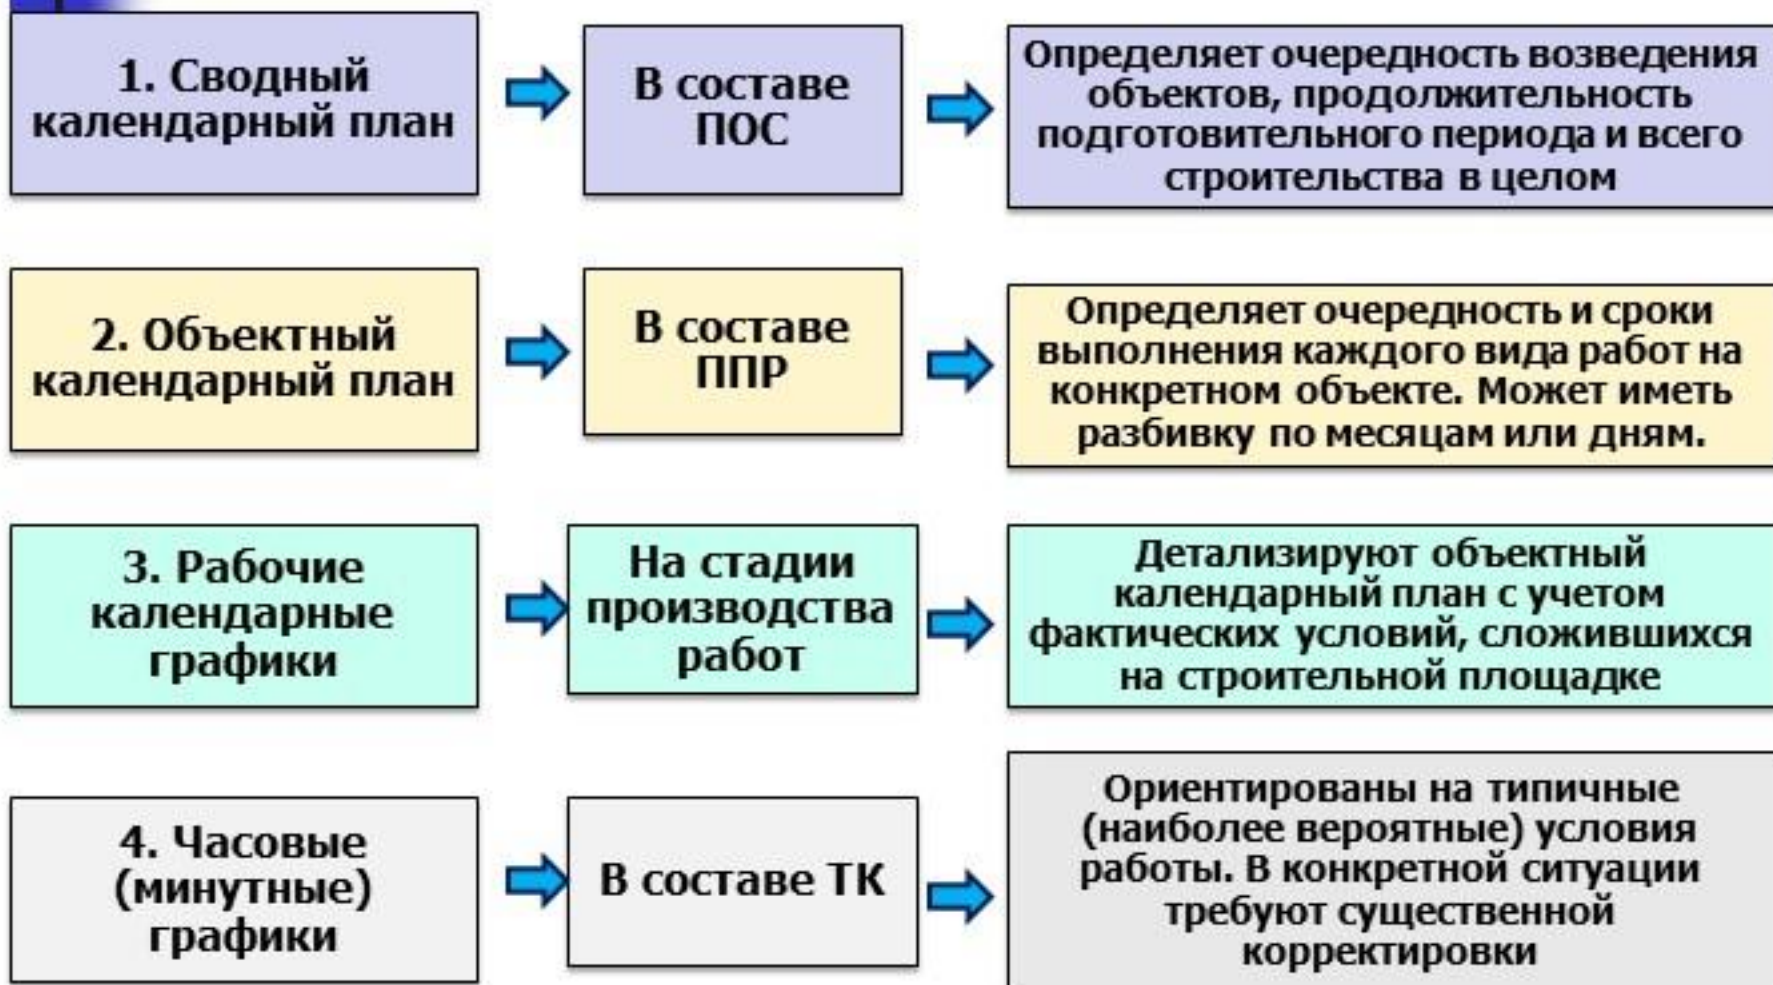 1. Сводный
календарный план
В составе
ПОС
Определяет очередность возведения
объектов, продолжительность
подготовительного периода и всего
строительства в целом
2. Объектный
календарный план
В составе
ППР
Определяет очередность и сроки
выполнения каждого вида работ на
конкретном объекте. Может иметь
разбивку по месяцам или дням.
3. Рабочие
календарные
графики
На стадии
производства
работ
Детализируют объектный
календарный план с учетом
фактических условий, сложившихся
на строительной площадке
4. Часовые
(минутные)
графики
В составе ТК
Ориентированы на типичные
(наиболее вероятные) условия
работы. В конкретной ситуации
требуют существенной
корректировки